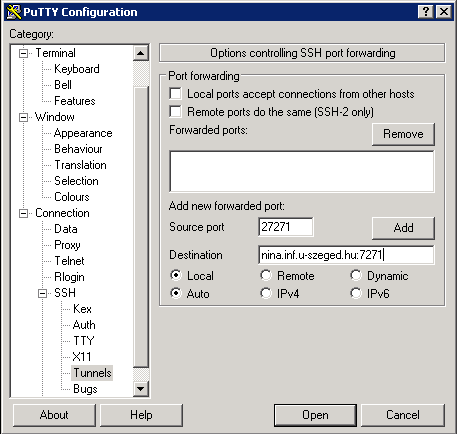 PuTTY Configuration
Category:
Terminal
Keyboard
Bell
Features
Window
Appearance
Behaviour
Translation
Selection
Colours
Connection
Data
Proxy
Telnet
Rlogin
SSH
Kex
Auth
TTY
X11
Tunnels
Bugs
Options controlling SSH port forwarding
Port forwarding
Local ports accept connections from other hosts
Remote ports do the same (SSH-2 only)
Forwarded ports:
Remove
Add new forwarded port:
Source port 27271 Add
Destination nina.inf.u-szeged.hu:7271
Local Remote Dynamic
Auto IPv4 IPv6
About Help Open Cancel